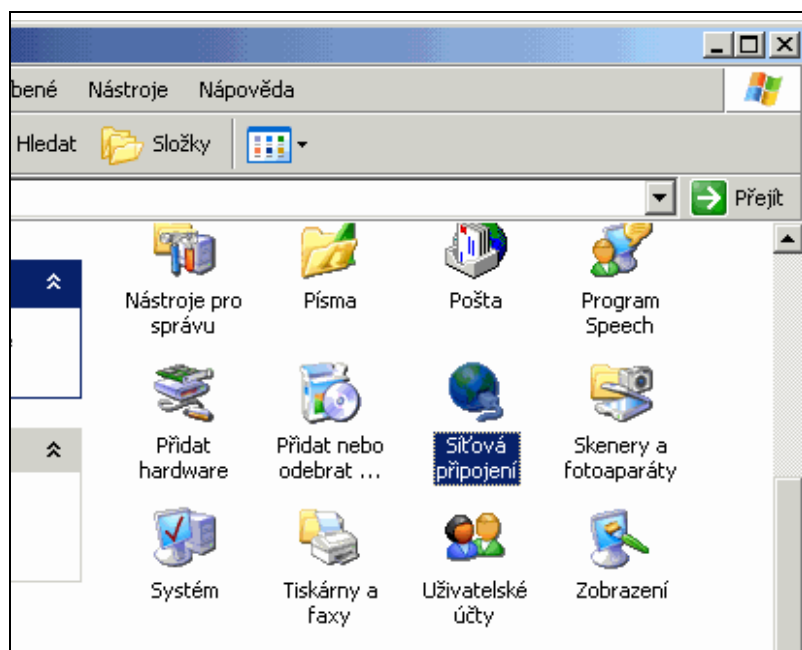 bené Nástroje Nápověda
Hledat Složky
Přejít
Nástroje pro
správu
Písma
Pošta
Program
Speech
Přidat
hardware
Přidat nebo
odebrat ...
Síťová
připojení
Skenery a
fotoaparáty
Systém
Tiskárny a
faxy
Uživatelské
účty
Zobrazení